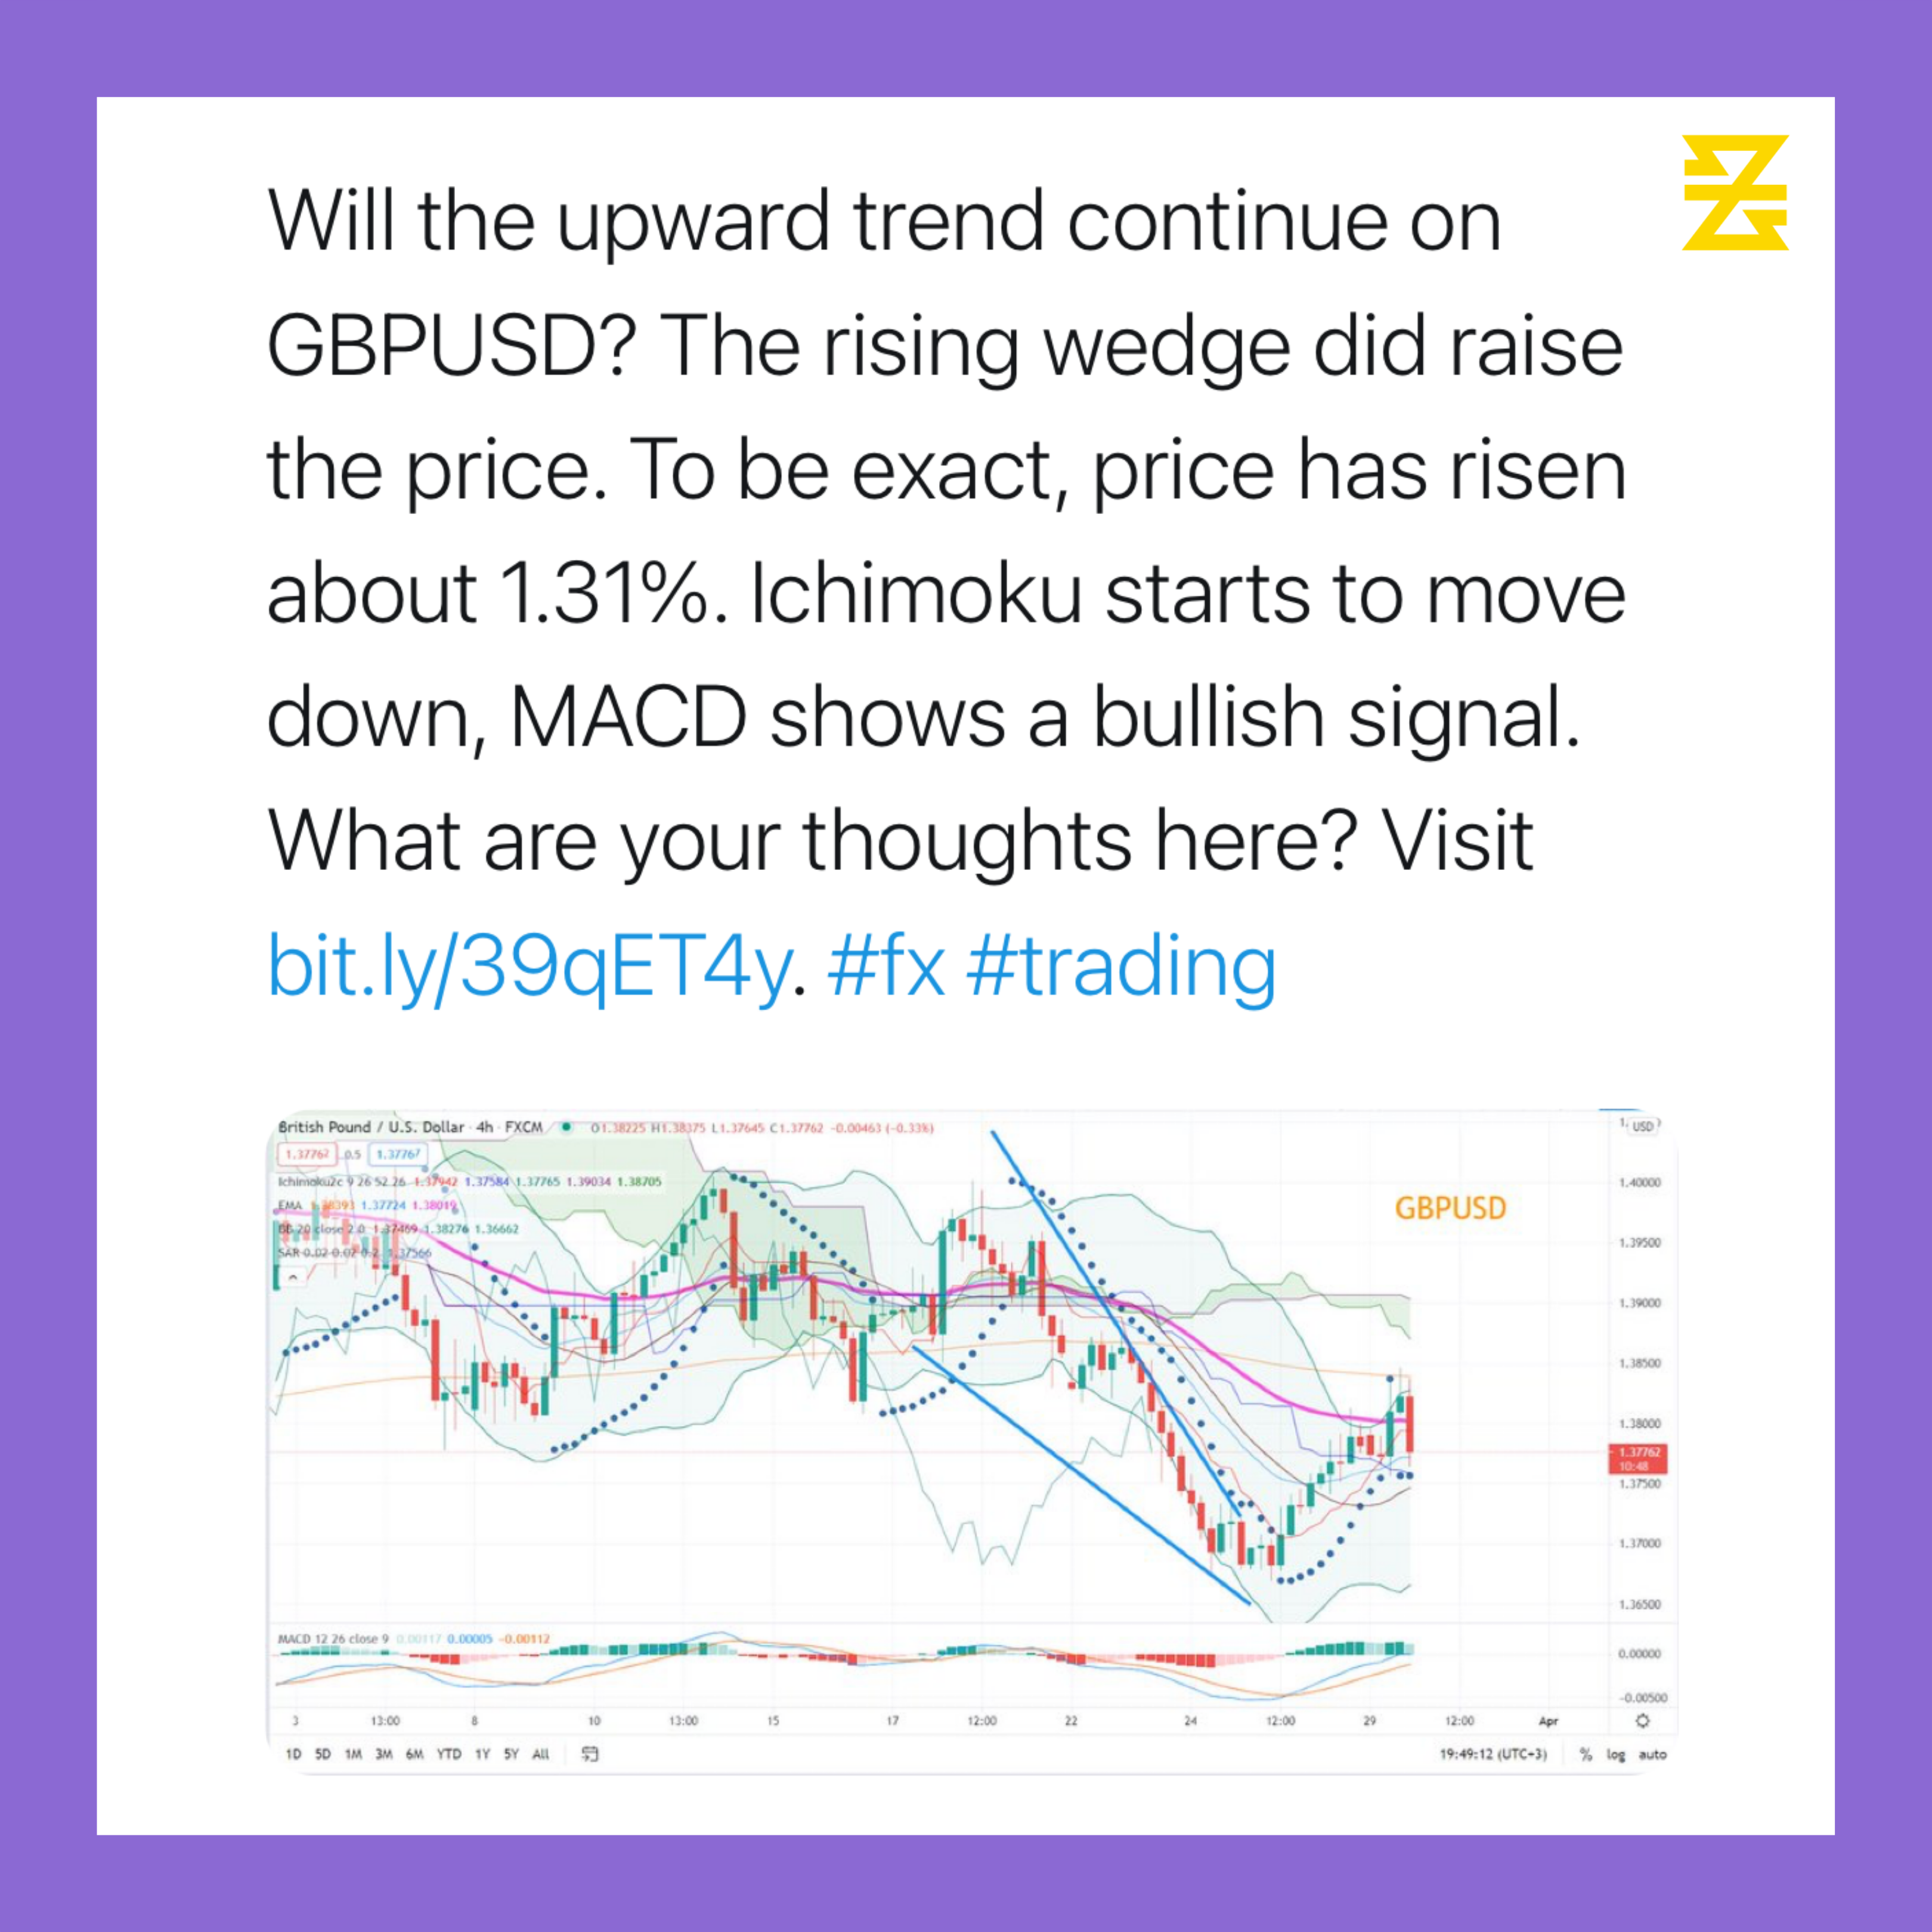 Will the upward trend continue on
GBPUSD? The rising wedge did raise
the price. To be exact, price has risen
about 1.31%. Ichimoku starts to move
down, MACD shows a bullish signal.
What are your thoughts here? Visit
bit.ly/39qET4y. #fx #trading
British Pound / U.S. Dollar · 4h · FXCM O1.38225 H1.38375 L1.37645 C1.37762 -0.00463 (-0.33%)
USD
1.37762 0.5 1.37767
Ichimoku2c 9 26 52 26 1.37942 1.37584 1.37765 1.39034 1.38705
1.40000
EMA 1.38393 1.37724 1.38019
GBPUSD
BB 20 close 2.0 1.37469 1.38276 1.36662
1.39500
SAR 0.02 0.02 0.2 1.37566
1.39000
1.38500
1.38000
1.37762
10:48
1.37500
1.37000
1.36500
MACD 12 26 close 9 0.00117 0.00005 -0.00112
0.00000
-0.00500
3 13:00 8 10 13:00 15 17 12:00 22 24 12:00 29 12:00 Apr
1D 5D 1M 3M 6M YTD 1Y 5Y All 19:49:12 (UTC+3) % log auto